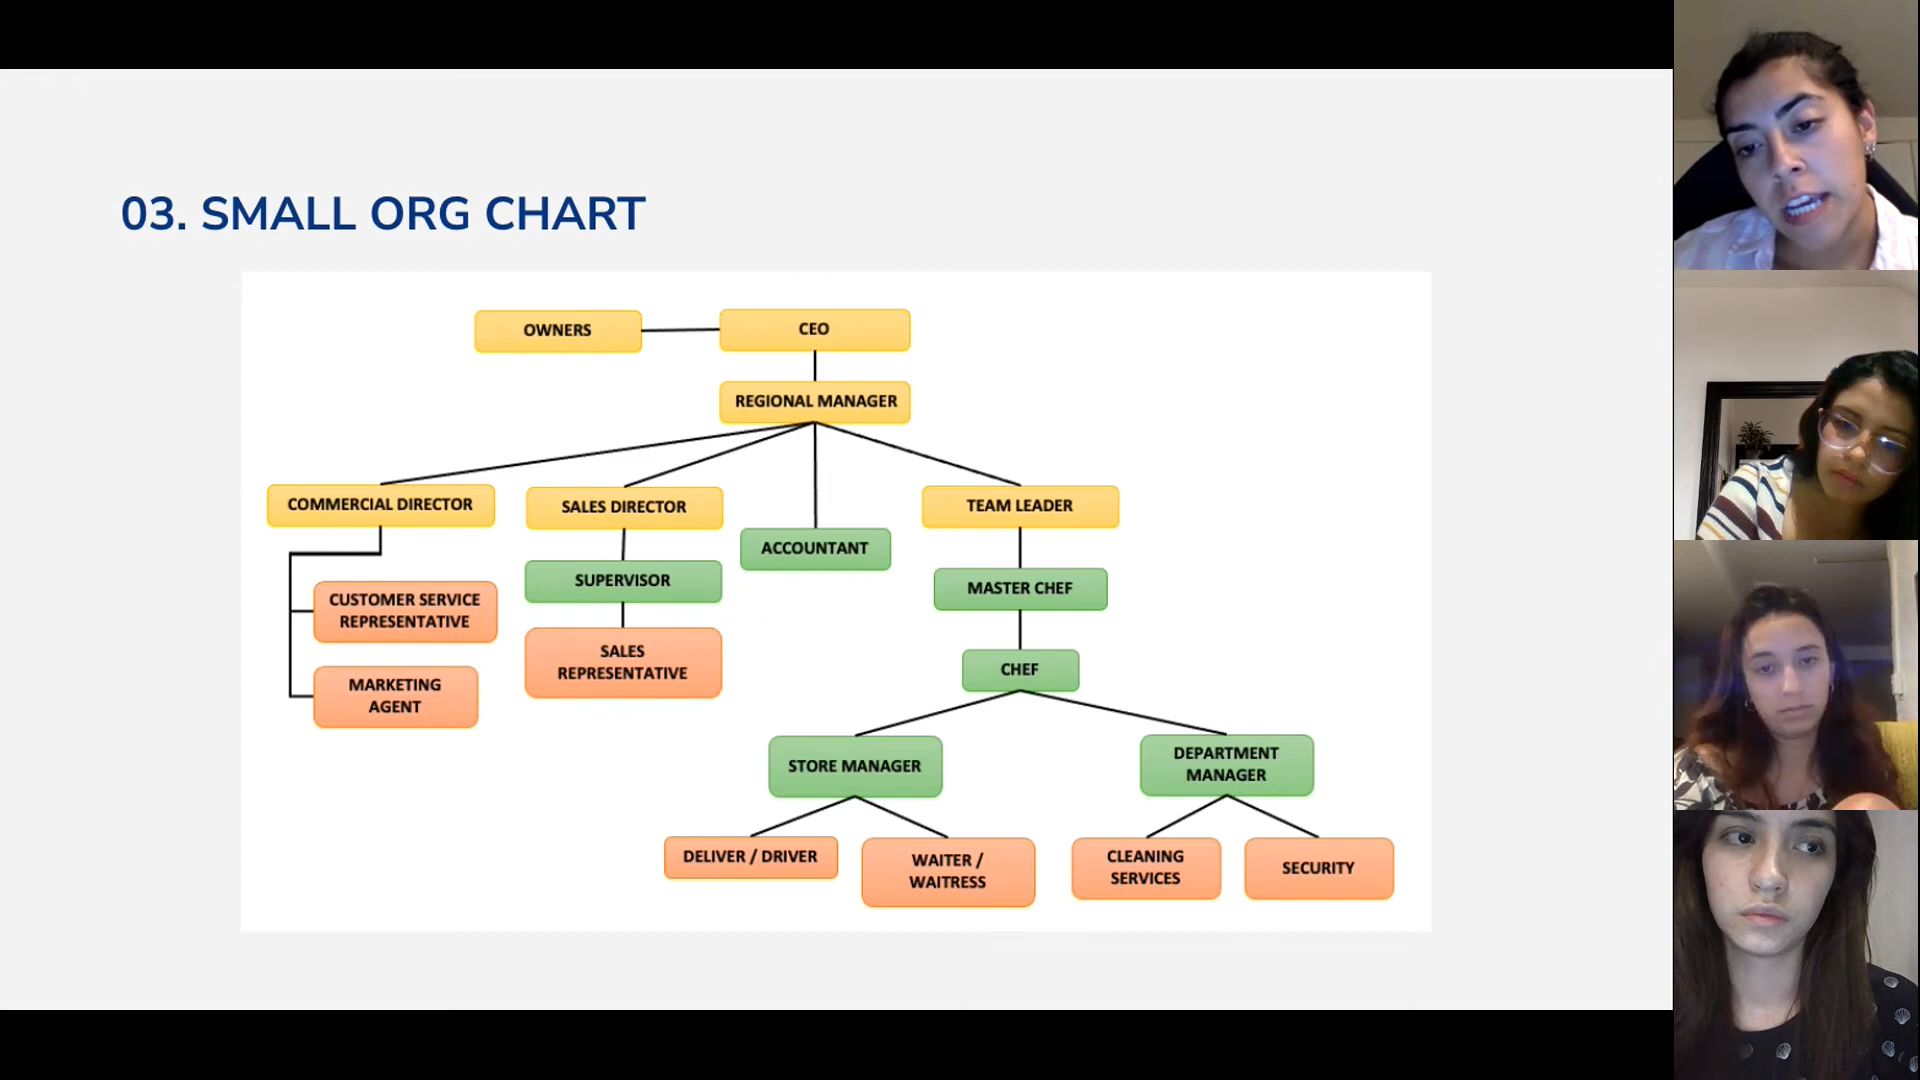 03. SMALL ORG CHART
OWNERS
CEO
REGIONAL MANAGER
COMMERCIAL DIRECTOR
SALES DIRECTOR
TEAM LEADER
ACCOUNTANT
SUPERVISOR
MASTER CHEF
CUSTOMER SERVICE
REPRESENTATIVE
SALES
REPRESENTATIVE
CHEF
MARKETING
AGENT
STORE MANAGER
DEPARTMENT
MANAGER
DELIVER / DRIVER
WAITER /
WAITRESS
CLEANING
SERVICES
SECURITY